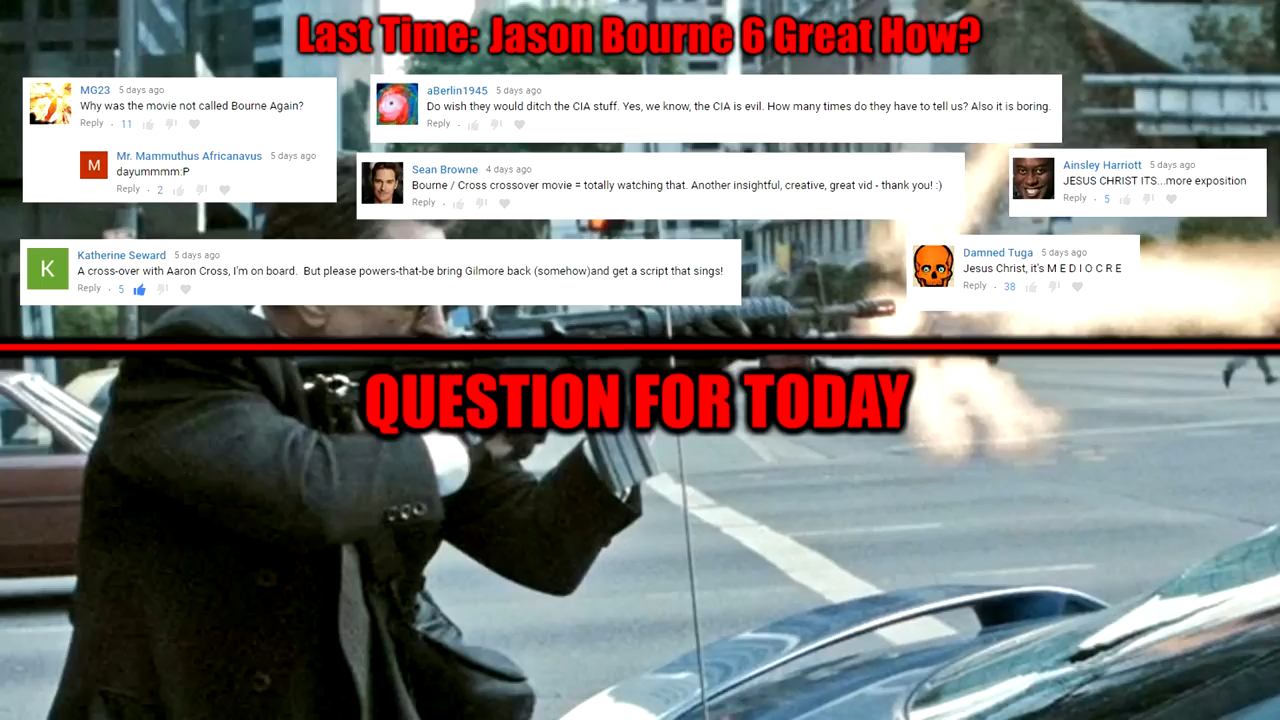 Last Time: Jason Bourne 6 Great How?
MG23 5 days ago
Why was the movie not called Bourne Again?
Reply · 11
M
Mr. Mammuthus Africanavus 5 days ago
dayummmm:P
Reply · 2
aBerlin1945 5 days ago
Do wish they would ditch the CIA stuff. Yes, we know, the CIA is evil. How many times do they have to tell us? Also it is boring.
Reply ·
Sean Browne 4 days ago
Bourne / Cross crossover movie = totally watching that. Another insightful, creative, great vid - thank you! :)
Reply ·
Ainsley Harriott 5 days ago
JESUS CHRIST ITS...more exposition
Reply · 5
K
Katherine Seward 5 days ago
A cross-over with Aaron Cross, I'm on board. But please powers-that-be bring Gilmore back (somehow)and get a script that sings!
Reply · 5
Damned Tuga 5 days ago
Jesus Christ, it's M E D I O C R E
Reply · 38
QUESTION FOR TODAY